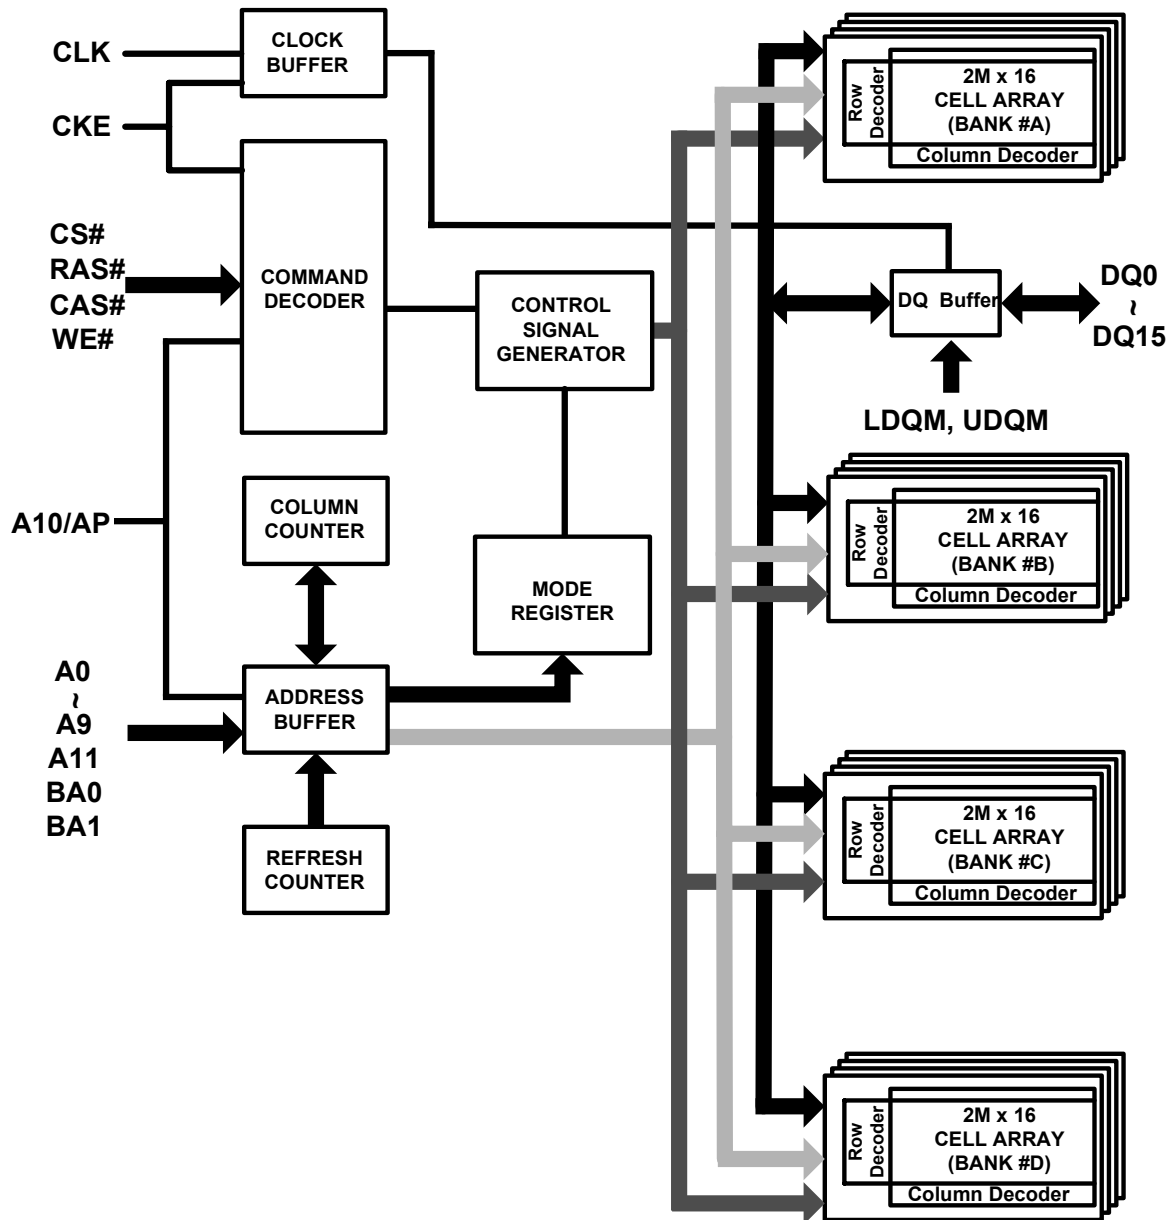 CLK
CKE
CLOCK
BUFFER
CS#
RAS#
CAS#
WE#
COMMAND
DECODER
CONTROL
SIGNAL
GENERATOR
A10/AP
COLUMN
COUNTER
MODE
REGISTER
A0
~
A9
A11
BA0
BA1
ADDRESS
BUFFER
REFRESH
COUNTER
Row
Decoder
2M x 16
CELL ARRAY
(BANK #A)
Column Decoder
DQ Buffer
DQ0
~
DQ15
LDQM, UDQM
Row
Decoder
2M x 16
CELL ARRAY
(BANK #B)
Column Decoder
Row
Decoder
2M x 16
CELL ARRAY
(BANK #C)
Column Decoder
Row
Decoder
2M x 16
CELL ARRAY
(BANK #D)
Column Decoder